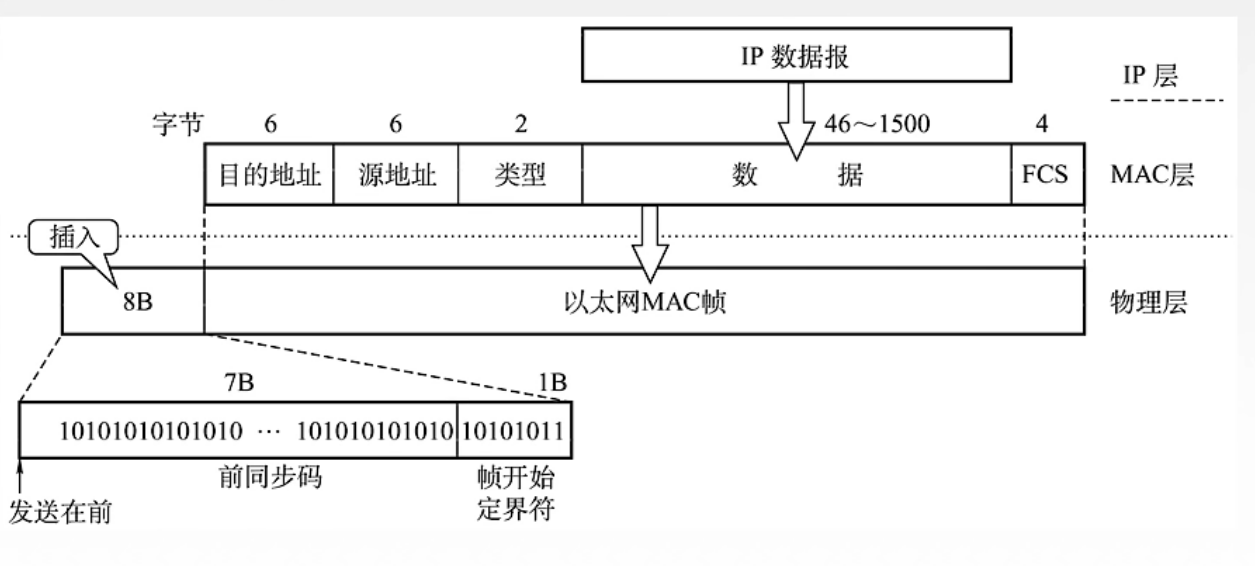 IP 数据报
IP 层
字节 6 6 2 46～1500 4
目的地址 源地址 类型 数 据 FCS MAC层
插入
8B 以太网MAC帧 物理层
7B 1B
10101010101010 ··· 101010101010 10101011
前同步码 帧开始
定界符
发送在前